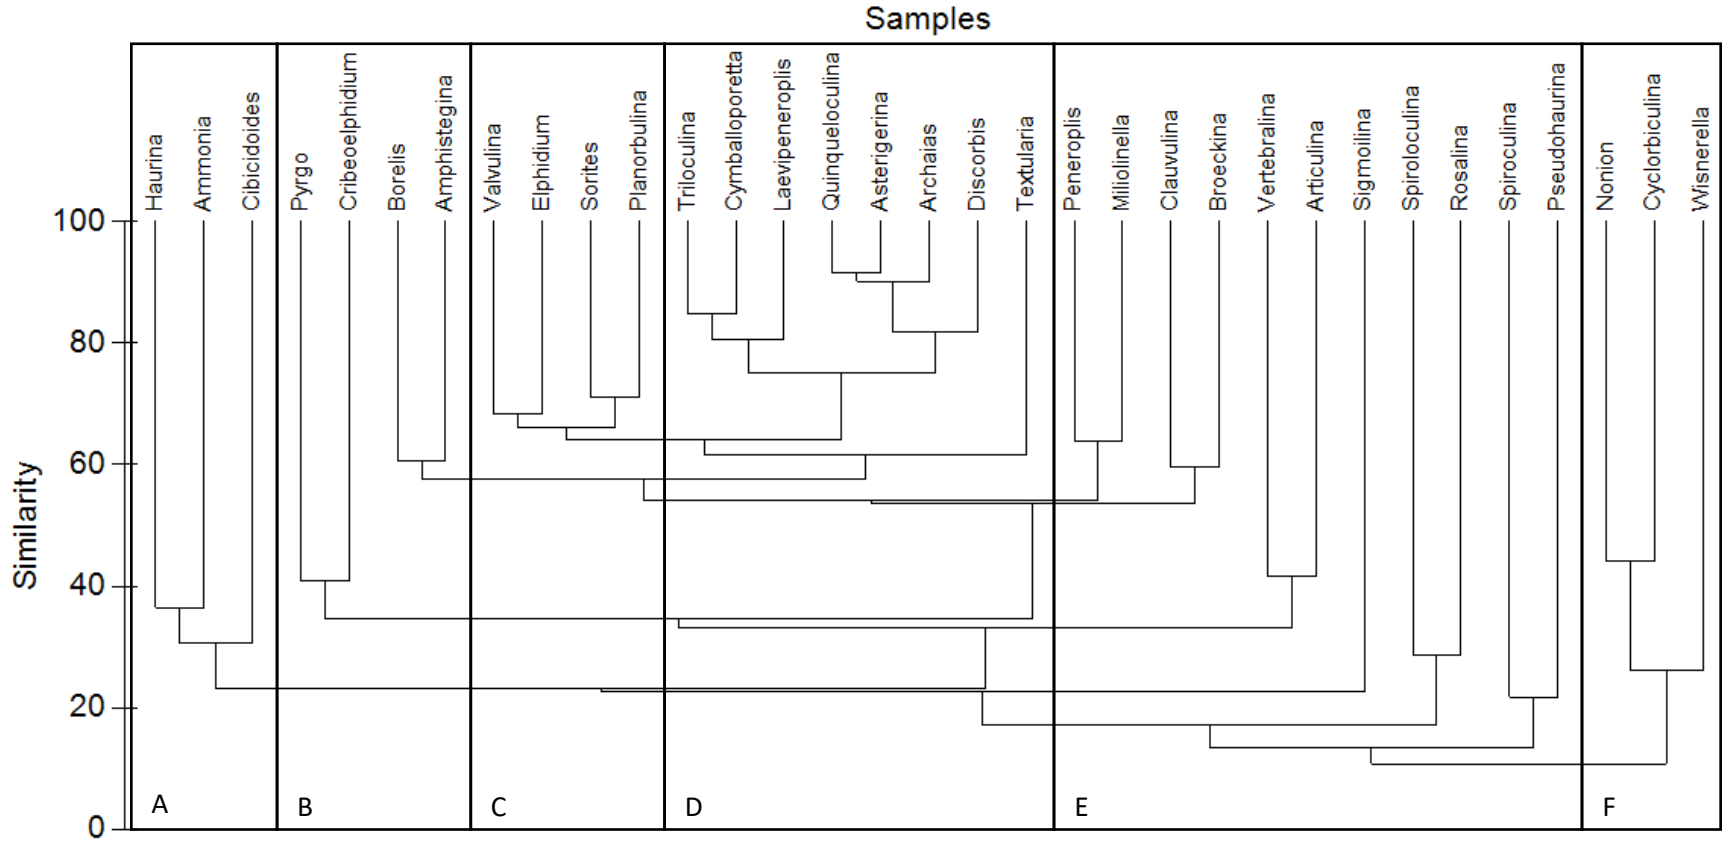 Samples
Haurina
Ammonia
Cibicidoides
Pyrgo
Cribeoelphidium
Borelis
Amphistegina
Valvulina
Elphidium
Sorites
Planorbulina
Triloculina
Cymballoporetta
Laevipeneroplis
Quinqueloculina
Asterigerina
Archaias
Discorbis
Textularia
Peneroplis
Miliolinella
Clavulina
Broeckina
Vertebralina
Articulina
Sigmoilina
Spiroloculina
Rosalina
Spiroculina
Pseudohaurina
Nonion
Cyclorbiculina
Wisnerella
100
80
60
40
20
0
Similarity
A
B
C
D
E
F